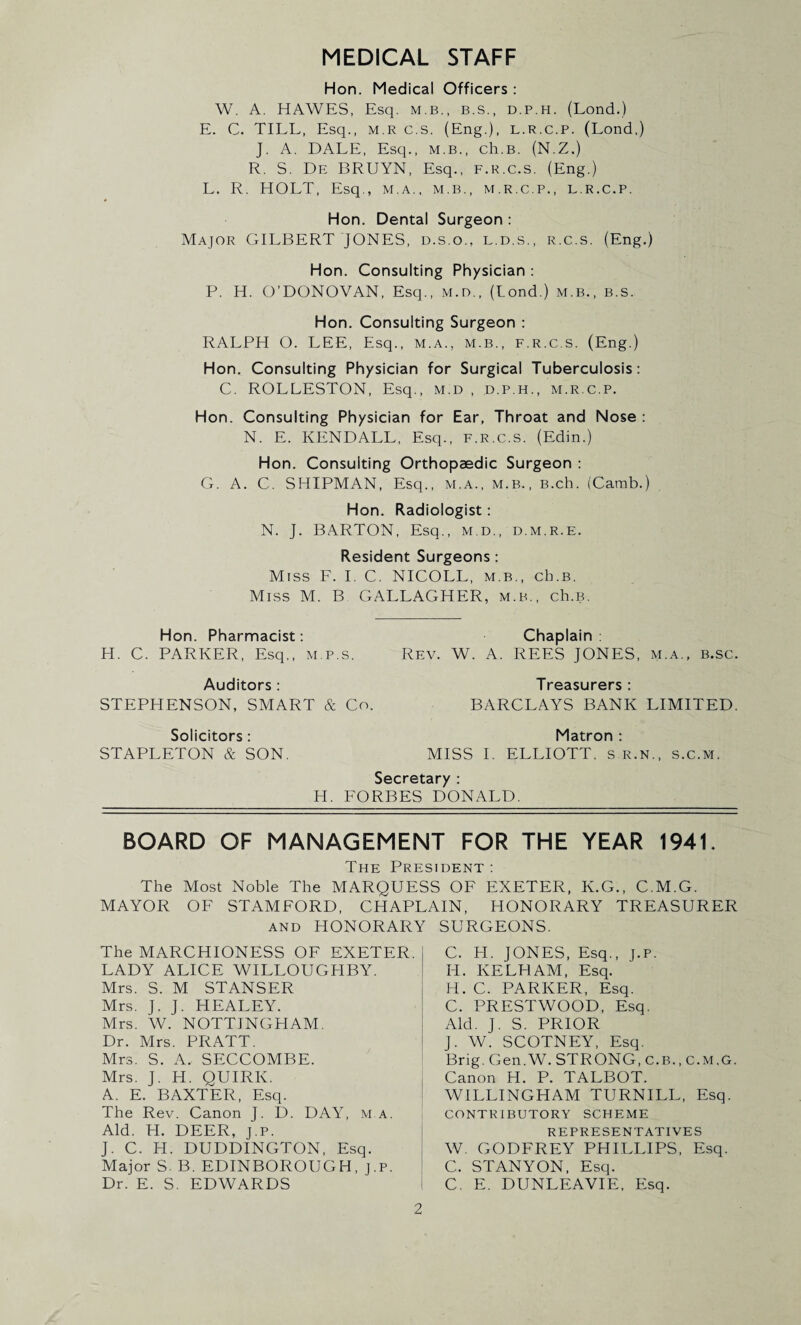 MEDICAL STAFF
Hon. Medical Officers :
W. A. HAWES, Esq. M.B., B.S., D.P.H. (Lond.)
E. C. TILL, Esq., M.R C.S. (Eng.), L.R.C.P. (Lond.)
J. A. DALE, Esq., M.B., ch.B. (N.Z.)
R. S. De BRUYN, Esq., F.R.C.S. (Eng.)
L. R. HOLT, Esq., M.A., M.B., M.R.C.P., L.R.C.P.
Hon. Dental Surgeon :
Major GILBERT JONES, D.S.O., L.D.S., R.C.S. (Eng.)
Hon. Consulting Physician :
P. H. O'DONOVAN, Esq., M.D., (Lond.) M.B., B.S.
Hon. Consulting Surgeon :
RALPH O. LEE, Esq., M.A., M.B., F.R.C.S. (Eng.)
Hon. Consulting Physician for Surgical Tuberculosis :
C. ROLLESTON, Esq., M.D , D.P.H., M.R.C.P.
Hon. Consulting Physician for Ear, Throat and Nose :
N. E. KENDALL, Esq., F.R.C.S. (Edin.)
Hon. Consulting Orthopædic Surgeon :
G. A. C. SHIPMAN, Esq., M.A., M.B., B.ch. (Camb.)
Hon. Radiologist :
N. J. BARTON, Esq., M.D., D.M.R.E.
Resident Surgeons :
Miss F. I. C. NICOLL, M.B., ch.B.
Miss M. B GALLAGHER, M.B., ch.B.
Hon. Pharmacist :
H. C. PARKER, Esq., M.P.S.
Chaplain :
Rev. W. A. REES JONES, M.A., B.SC.
Auditors :
STEPHENSON, SMART & Co.
Treasurers :
BARCLAYS BANK LIMITED.
Solicitors :
STAPLETON & SON.
Matron :
MISS I. ELLIOTT. S R.N., S.C.M.
Secretary :
H. FORBES DONALD.
BOARD OF MANAGEMENT FOR THE YEAR 1941.
The President :
The Most Noble The MARQUESS OF EXETER, K.G., C.M.G.
MAYOR OF STAMFORD, CHAPLAIN, HONORARY TREASURER
AND HONORARY SURGEONS.
The MARCHIONESS OF EXETER.
LADY ALICE WILLOUGHBY.
Mrs. S. M STANSER
Mrs. J. J. HEALEY.
Mrs. W. NOTTINGHAM.
Dr. Mrs. PRATT.
Mrs. S. A. SECCOMBE.
Mrs. J. H. QUIRK.
A. E. BAXTER, Esq.
The Rev. Canon J. D. DAY, M A.
Ald. H. DEER, J.P.
J. C. H. DUDDINGTON, Esq.
Major S. B. EDINBOROUGH, J.P.
Dr. E. S. EDWARDS
C. H. JONES, Esq., J.P.
H. KELHAM, Esq.
H. C. PARKER, Esq.
C. PRESTWOOD, Esq.
Ald. J. S. PRIOR
J. W. SCOTNEY, Esq.
Brig. Gen. W. STRONG, C.B., C.M.G.
Canon H. P. TALBOT.
WILLINGHAM TURNILL, Esq.
CONTRIBUTORY SCHEME
REPRESENTATIVES
W. GODFREY PHILLIPS, Esq.
C. STANYON, Esq.
C. E. DUNLEAVIE, Esq.
2